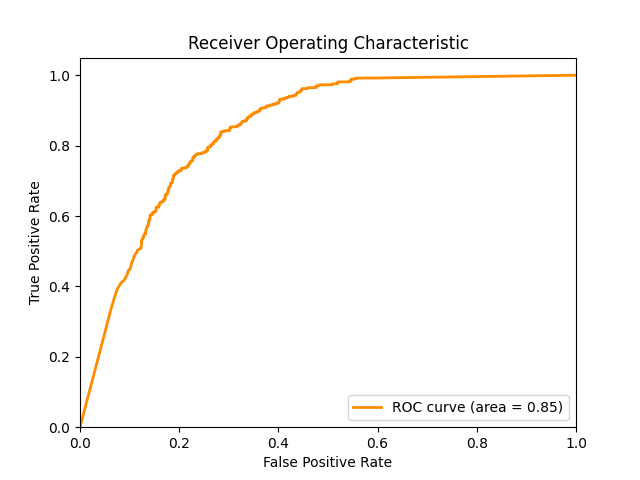 Receiver Operating Characteristic
1.0
0.8
0.6
0.4
0.2
0.0
True Positive Rate
ROC curve (area = 0.85)
0.0 0.2 0.4 0.6 0.8 1.0
False Positive Rate